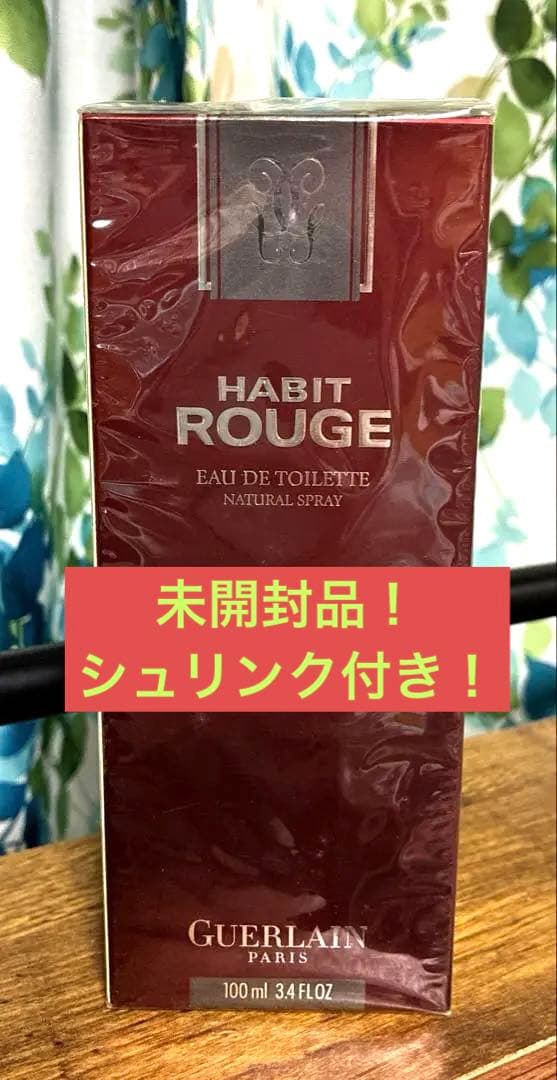 HABIT
ROUGE
EAU DE TOILETTE
NATURAL SPRAY
未開封品！
シュリンク付き！
GUERLAIN
PARIS
100 ml 3.4 FL OZ